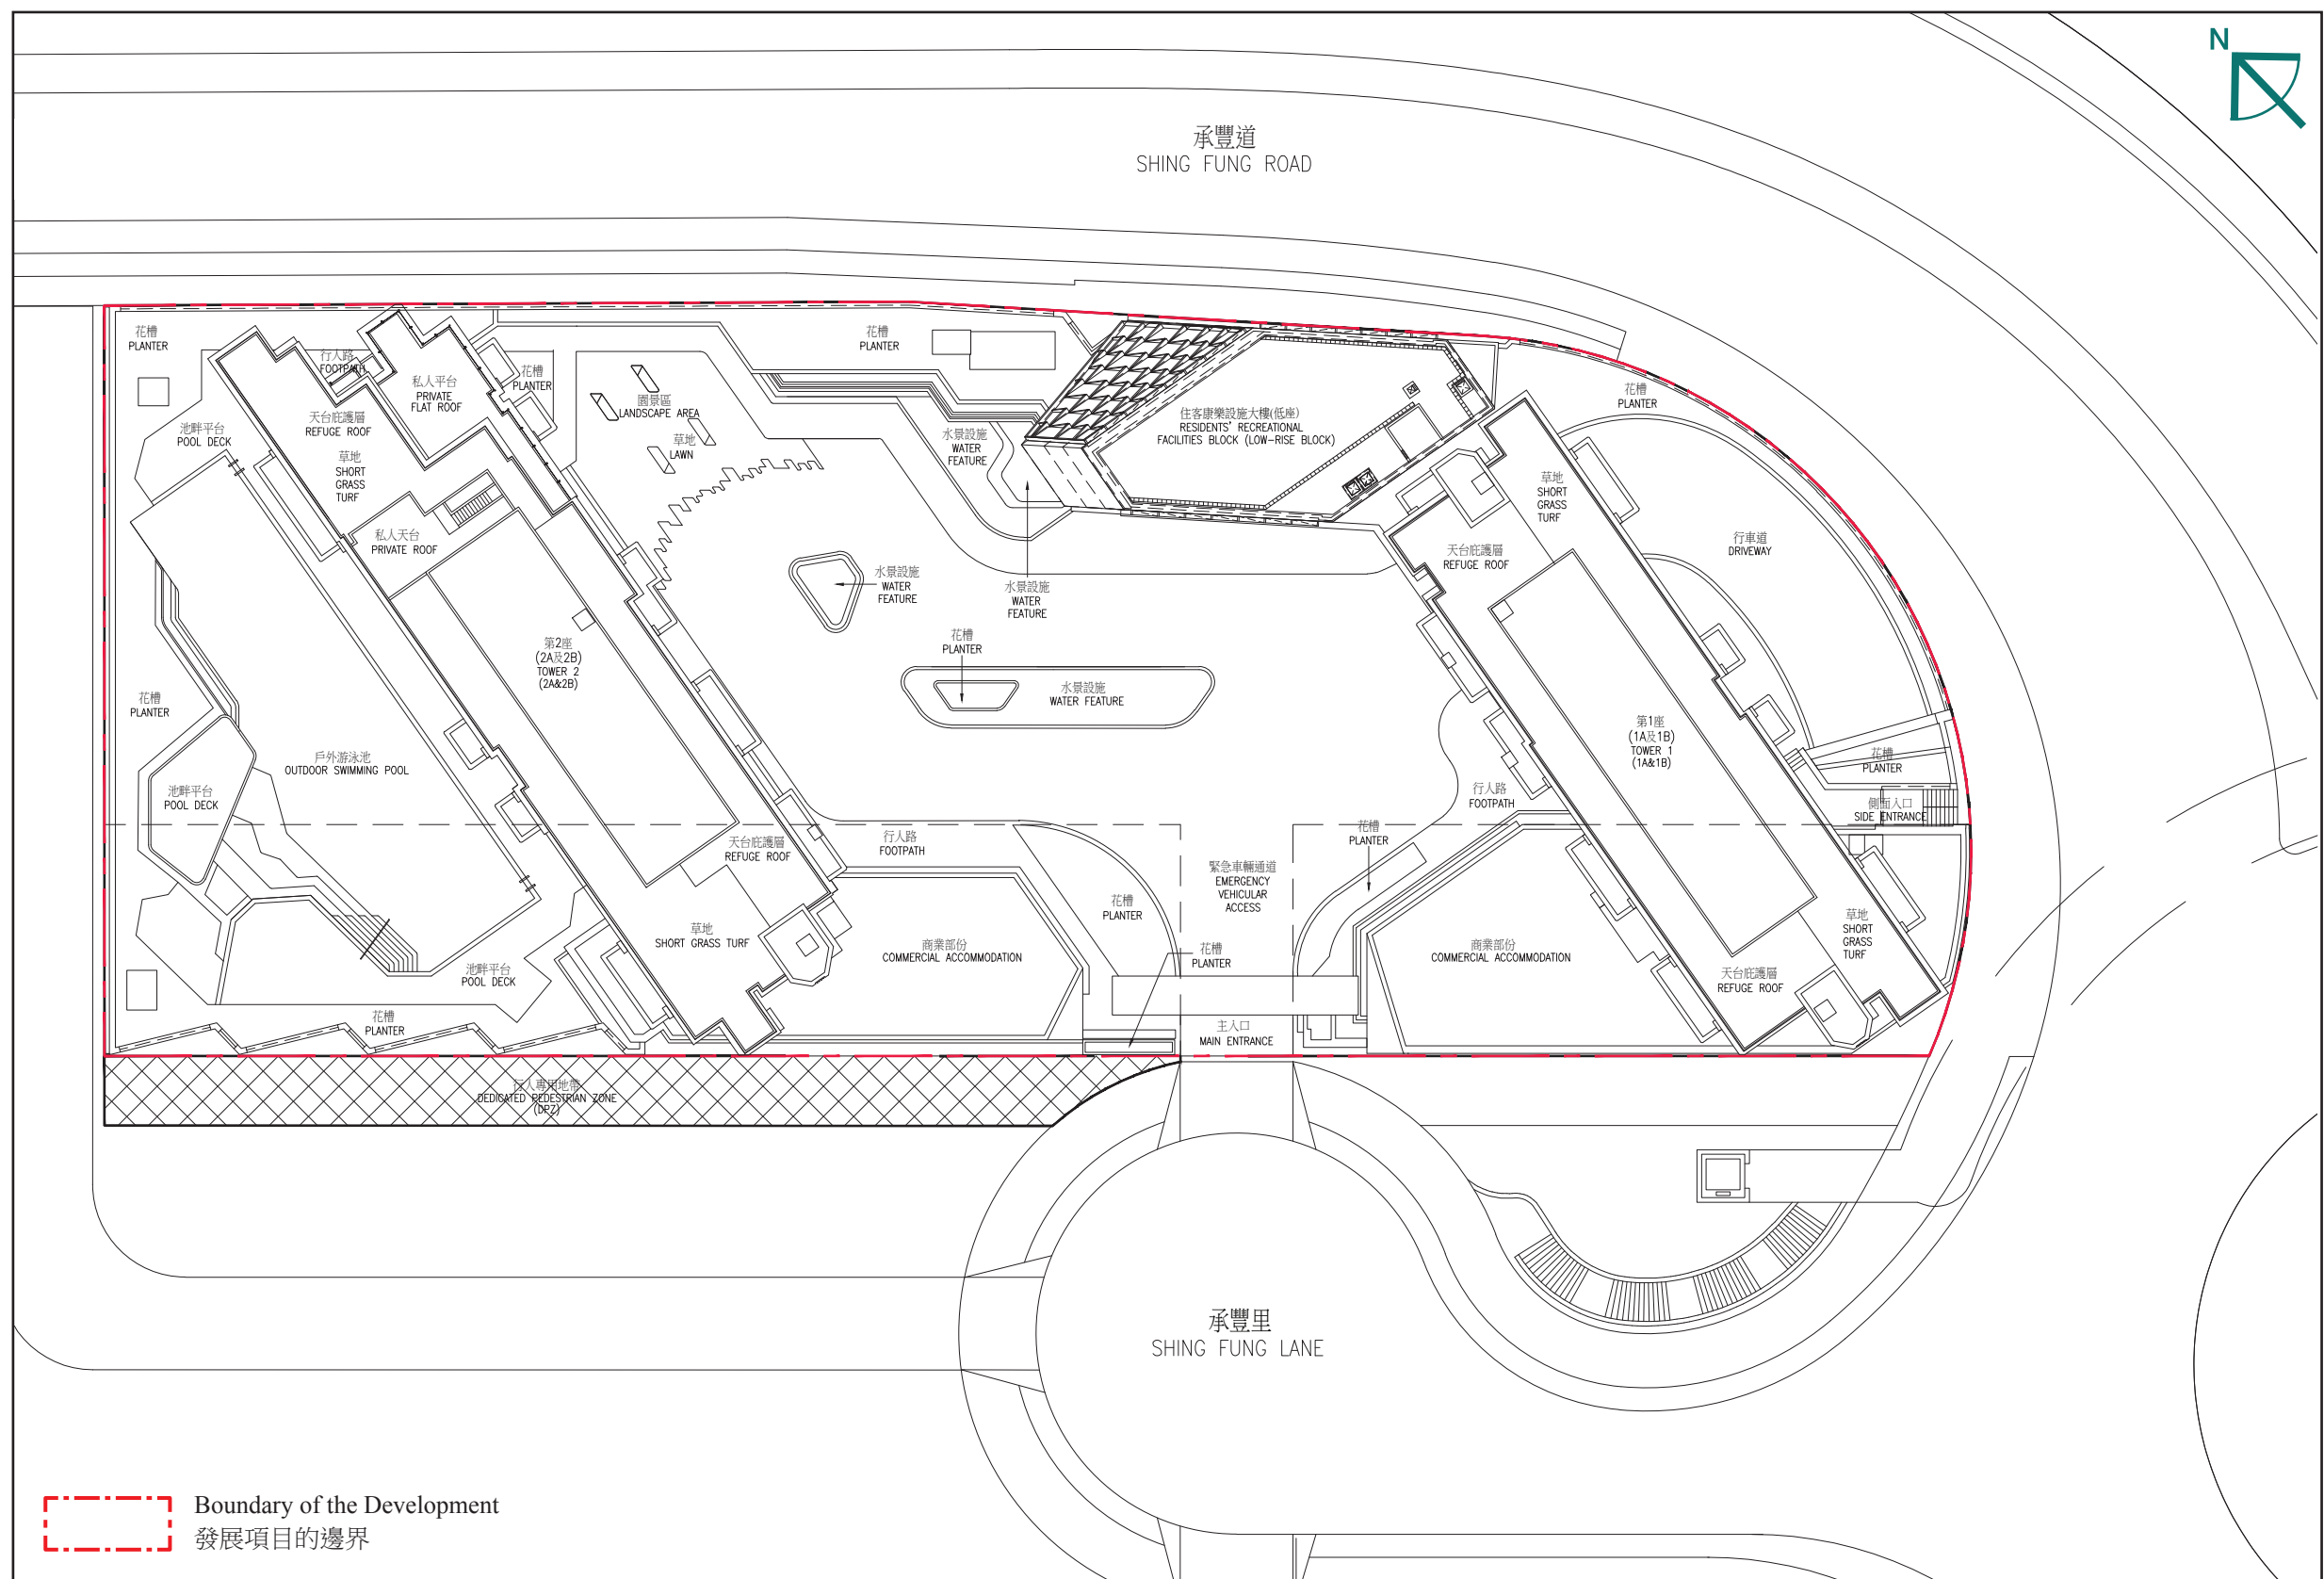 N
承豐道
SHING FUNG ROAD
花槽
PLANTER
行人路
FOOTPATH
私人平台
PRIVATE
FLAT ROOF
花槽
PLANTER
園景區
LANDSCAPE AREA
草地
LAWN
花槽
PLANTER
天台庇護層
REFUGE ROOF
池畔平台
POOL DECK
草地
SHORT
GRASS
TURF
私人天台
PRIVATE ROOF
水景設施
WATER
FEATURE
住客康樂設施大樓(低座)
RESIDENTS' RECREATIONAL
FACILITIES BLOCK (LOW-RISE BLOCK)
花槽
PLANTER
草地
SHORT
GRASS
TURF
行車道
DRIVEWAY
天台庇護層
REFUGE ROOF
水景設施
WATER
FEATURE
水景設施
WATER
FEATURE
花槽
PLANTER
水景設施
WATER FEATURE
第2座
(2A及2B)
TOWER 2
(2A&2B)
花槽
PLANTER
戶外游泳池
OUTDOOR SWIMMING POOL
池畔平台
POOL DECK
第1座
(1A及1B)
TOWER 1
(1A&1B)
花槽
PLANTER
側面入口
SIDE ENTRANCE
行人路
FOOTPATH
花槽
PLANTER
行人路
FOOTPATH
天台庇護層
REFUGE ROOF
緊急車輛通道
EMERGENCY
VEHICULAR
ACCESS
花槽
PLANTER
草地
SHORT GRASS TURF
商業部份
COMMERCIAL ACCOMMODATION
花槽
PLANTER
商業部份
COMMERCIAL ACCOMMODATION
草地
SHORT
GRASS
TURF
天台庇護層
REFUGE ROOF
池畔平台
POOL DECK
花槽
PLANTER
主入口
MAIN ENTRANCE
行人專用地帶
DEDICATED PEDESTRIAN ZONE
(DPZ)
承豐里
SHING FUNG LANE
Boundary of the Development
發展項目的邊界